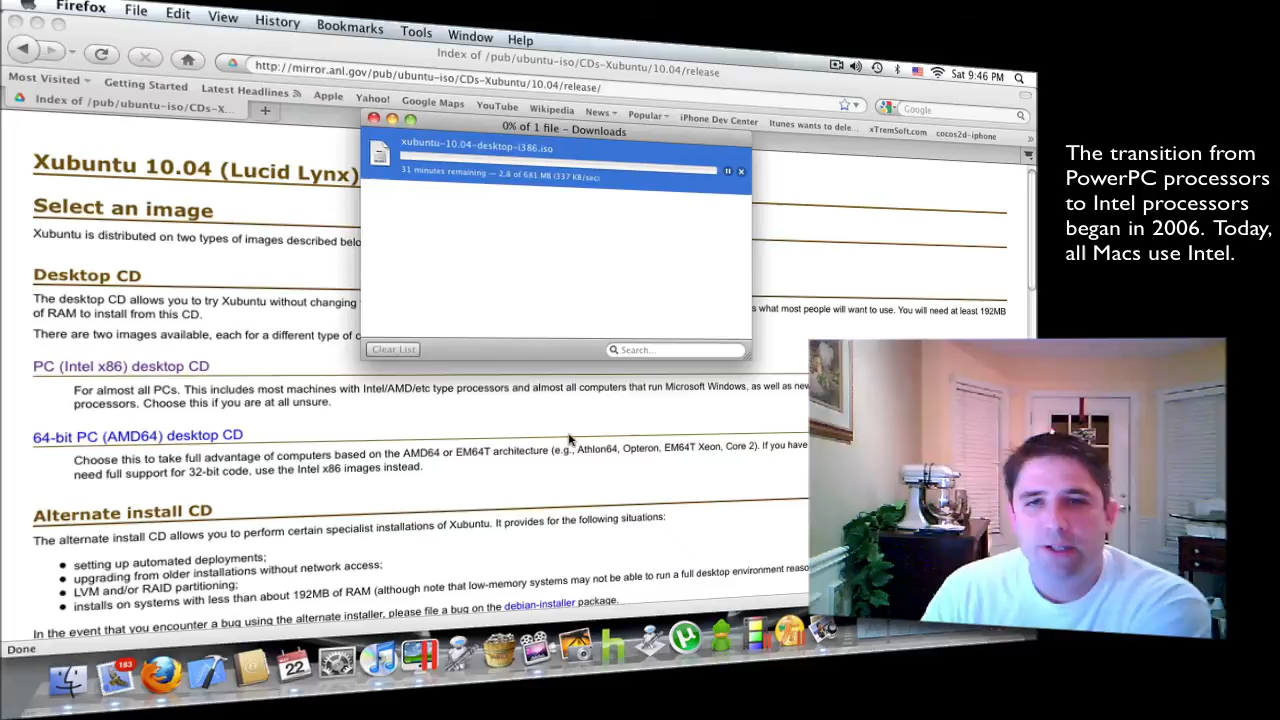 Firefox File Edit View History Bookmarks Tools Window Help
Sat 9:46 PM
Index of /pub/ubuntu-iso/CDs-Xubuntu/10.04/release
http://mirror.anl.gov/pub/ubuntu-iso/CDs-Xubuntu/10.04/release/
Google
Most Visited Getting Started Latest Headlines Apple Yahoo! Google Maps YouTube Wikipedia News Popular iPhone Dev Center Itunes wants to dele... xTremSoft.com cocos2d-iphone
Index of /pub/ubuntu-iso/CDs-X...
0% of 1 file – Downloads
xubuntu-10.04-desktop-i386.iso
31 minutes remaining — 2.8 of 681 MB (337 KB/sec)
Clear List
Search...
Xubuntu 10.04 (Lucid Lynx)
Select an image
Xubuntu is distributed on two types of images described belo
Desktop CD
The desktop CD allows you to try Xubuntu without changing s what most people will want to use. You will need at least 192MB
of RAM to install from this CD.
There are two images available, each for a different type of c
PC (Intel x86) desktop CD
For almost all PCs. This includes most machines with Intel/AMD/etc type processors and almost all computers that run Microsoft Windows, as well as new
processors. Choose this if you are at all unsure.
64-bit PC (AMD64) desktop CD
Choose this to take full advantage of computers based on the AMD64 or EM64T architecture (e.g., Athlon64, Opteron, EM64T Xeon, Core 2). If you have
need full support for 32-bit code, use the Intel x86 images instead.
Alternate install CD
The alternate install CD allows you to perform certain specialist installations of Xubuntu. It provides for the following situations:
setting up automated deployments;
upgrading from older installations without network access;
LVM and/or RAID partitioning;
installs on systems with less than about 192MB of RAM (although note that low-memory systems may not be able to run a full desktop environment reaso
In the event that you encounter a bug using the alternate installer, please file a bug on the debian-installer package.
Done
183
22
The transition from
PowerPC processors
to Intel processors
began in 2006. Today,
all Macs use Intel.